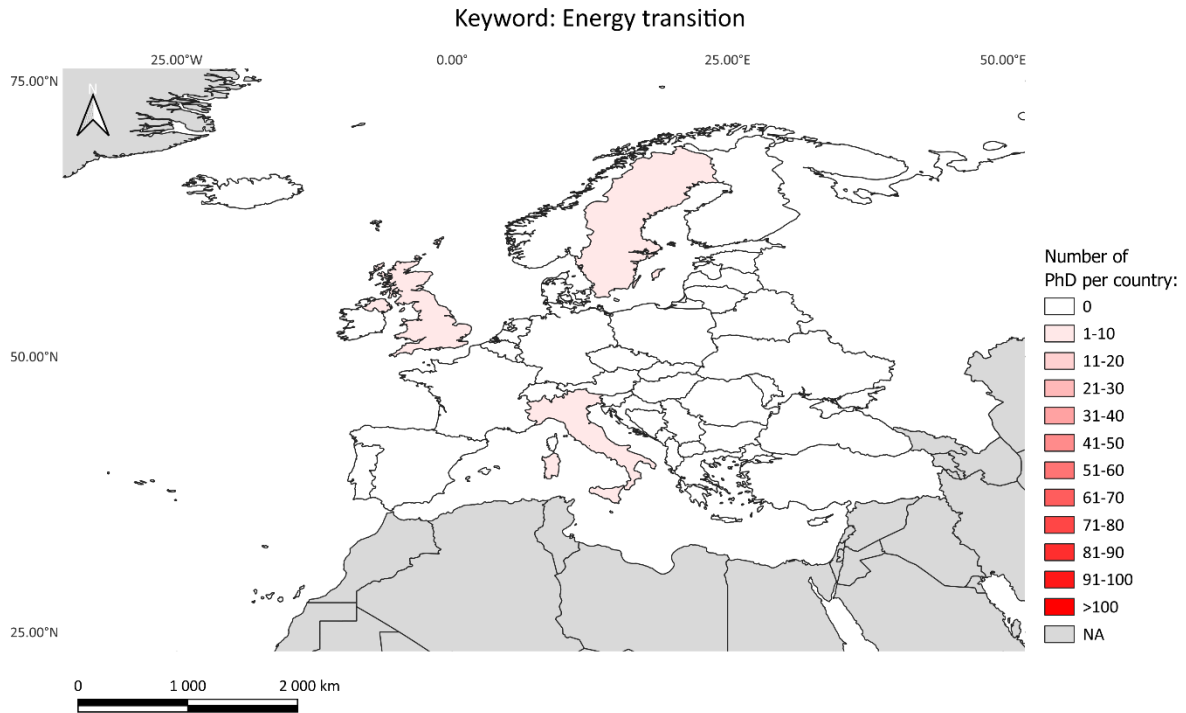 Keyword: Energy transition
25.00°W 0.00° 25.00°E 50.00°E
75.00°N
N
50.00°N
25.00°N
Number of
PhD per country:
0
1-10
11-20
21-30
31-40
41-50
51-60
61-70
71-80
81-90
91-100
>100
NA
0 1 000 2 000 km